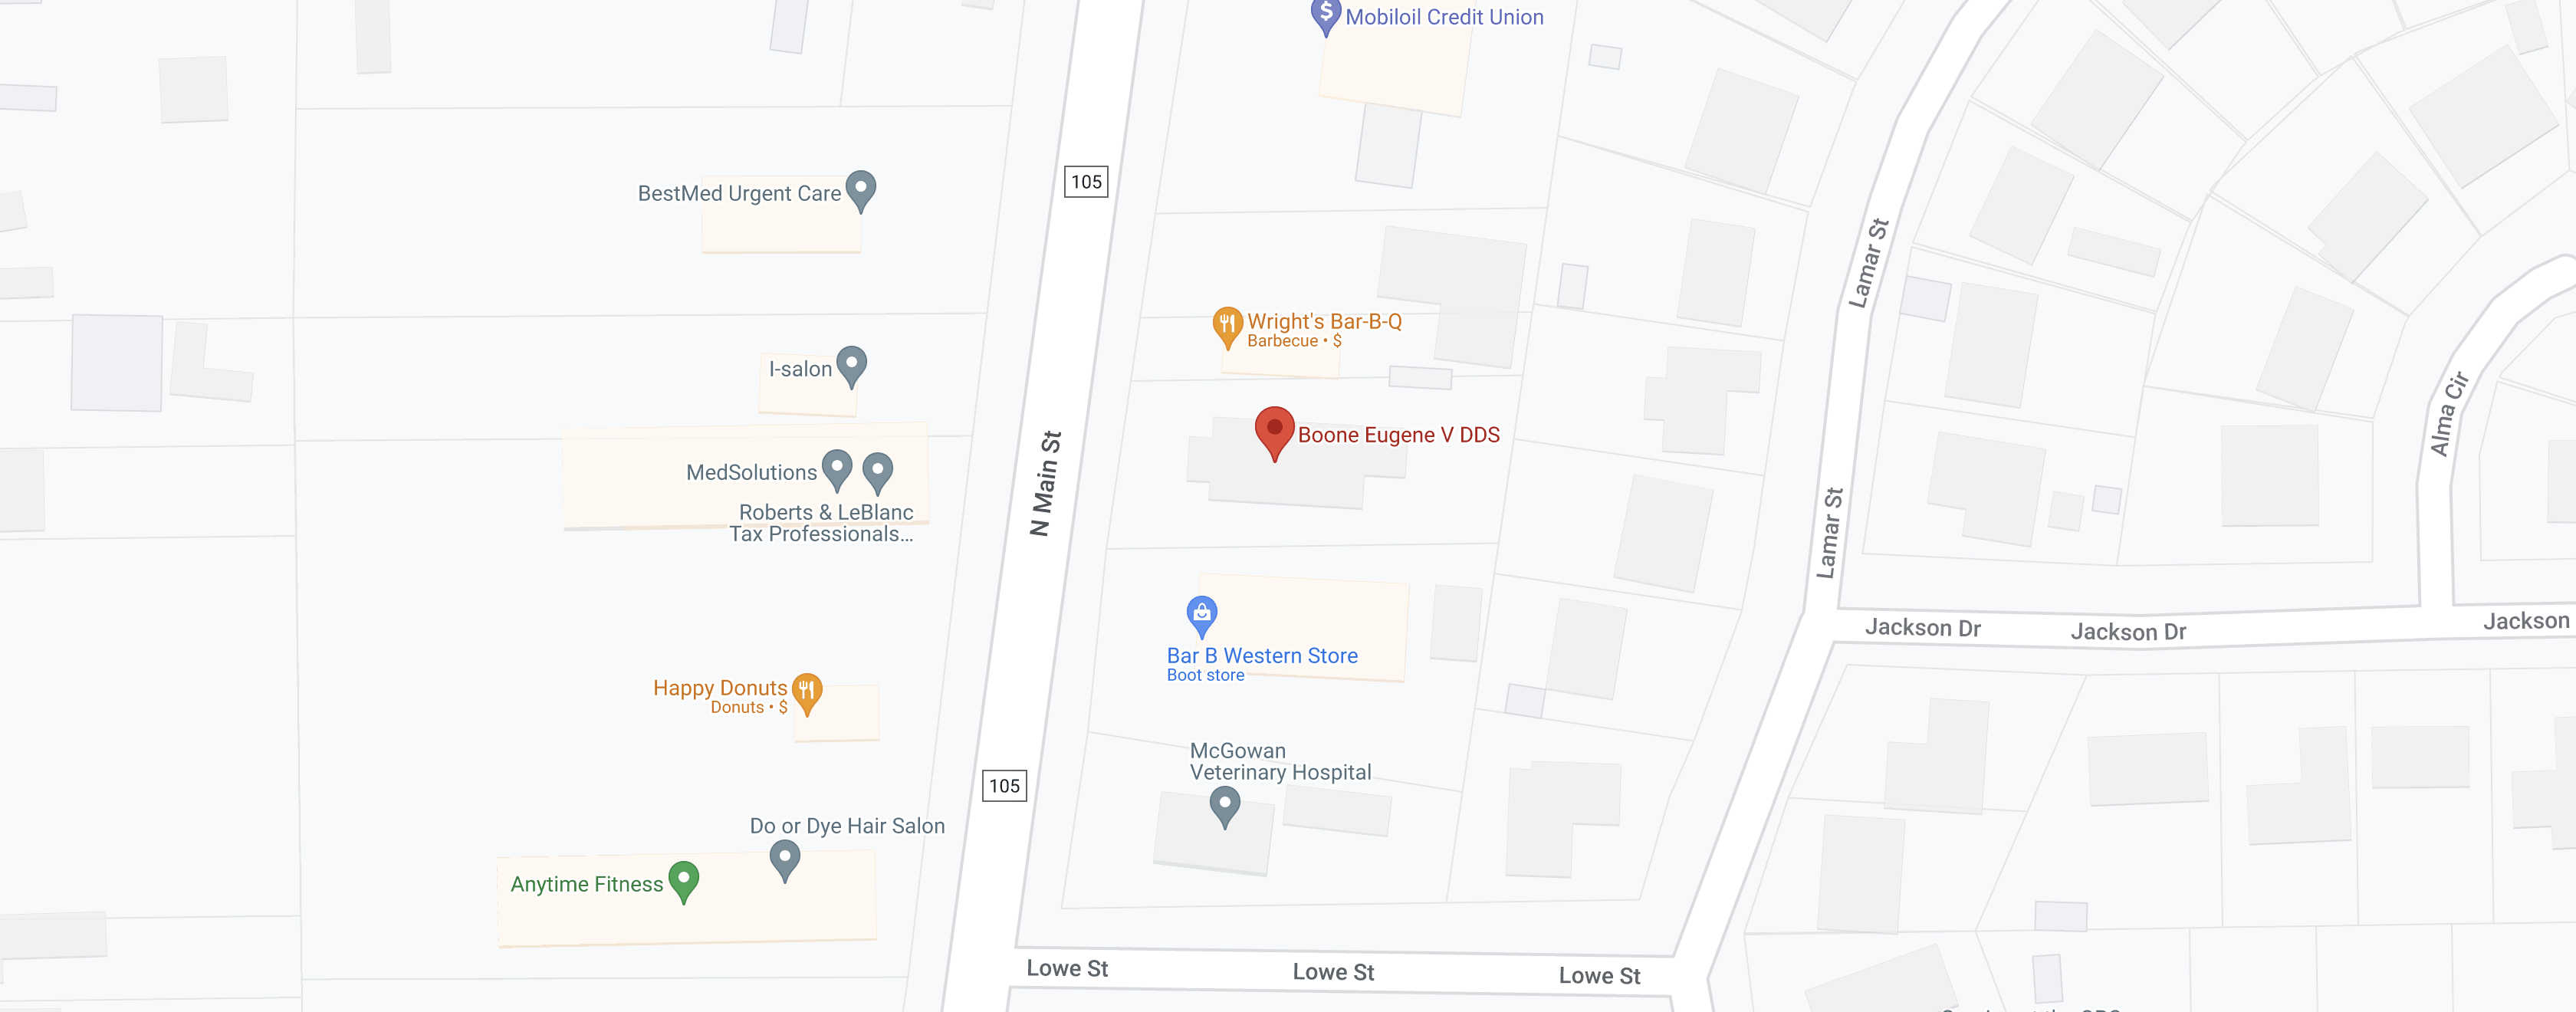 Mobiloil Credit Union
BestMed Urgent Care
105
Lamar St
Wright's Bar-B-Q
Barbecue • $
I-salon
Boone Eugene V DDS
Alma Cir
MedSolutions
N Main St
Roberts & LeBlanc
Tax Professionals...
Lamar St
Jackson Dr
Jackson Dr
Jackson
Bar B Western Store
Boot store
Happy Donuts
Donuts • $
McGowan
Veterinary Hospital
105
Do or Dye Hair Salon
Anytime Fitness
Lowe St
Lowe St
Lowe St